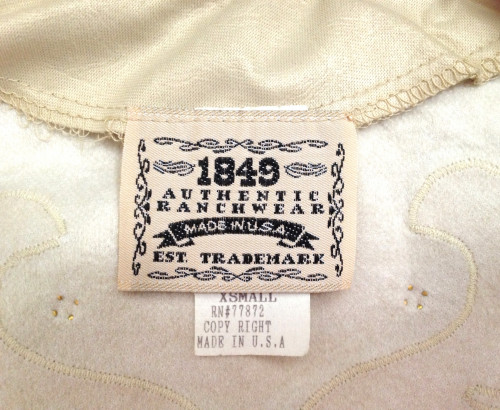 1849
AUTHENTIC
RANCHWEAR
MADE IN U.S.A
EST. TRADEMARK
XSMALL
RN#77872
COPY RIGHT
MADE IN U.S.A